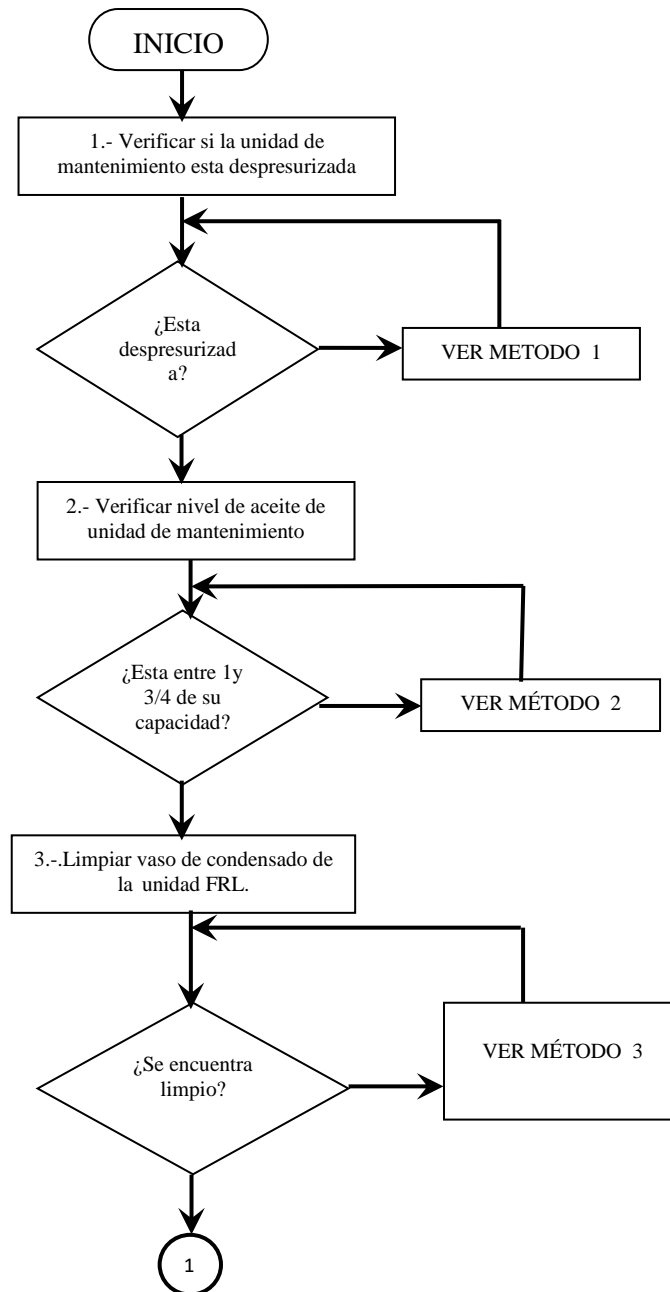 INICIO
1.- Verificar si la unidad de
mantenimiento esta despresurizada
¿Esta
despresurizad
a?
VER METODO 1
2.- Verificar nivel de aceite de
unidad de mantenimiento
¿Esta entre 1y
3/4 de su
capacidad?
VER MÉTODO 2
3.-.Limpiar vaso de condensado de
la unidad FRL.
¿Se encuentra
limpio?
VER MÉTODO 3
1